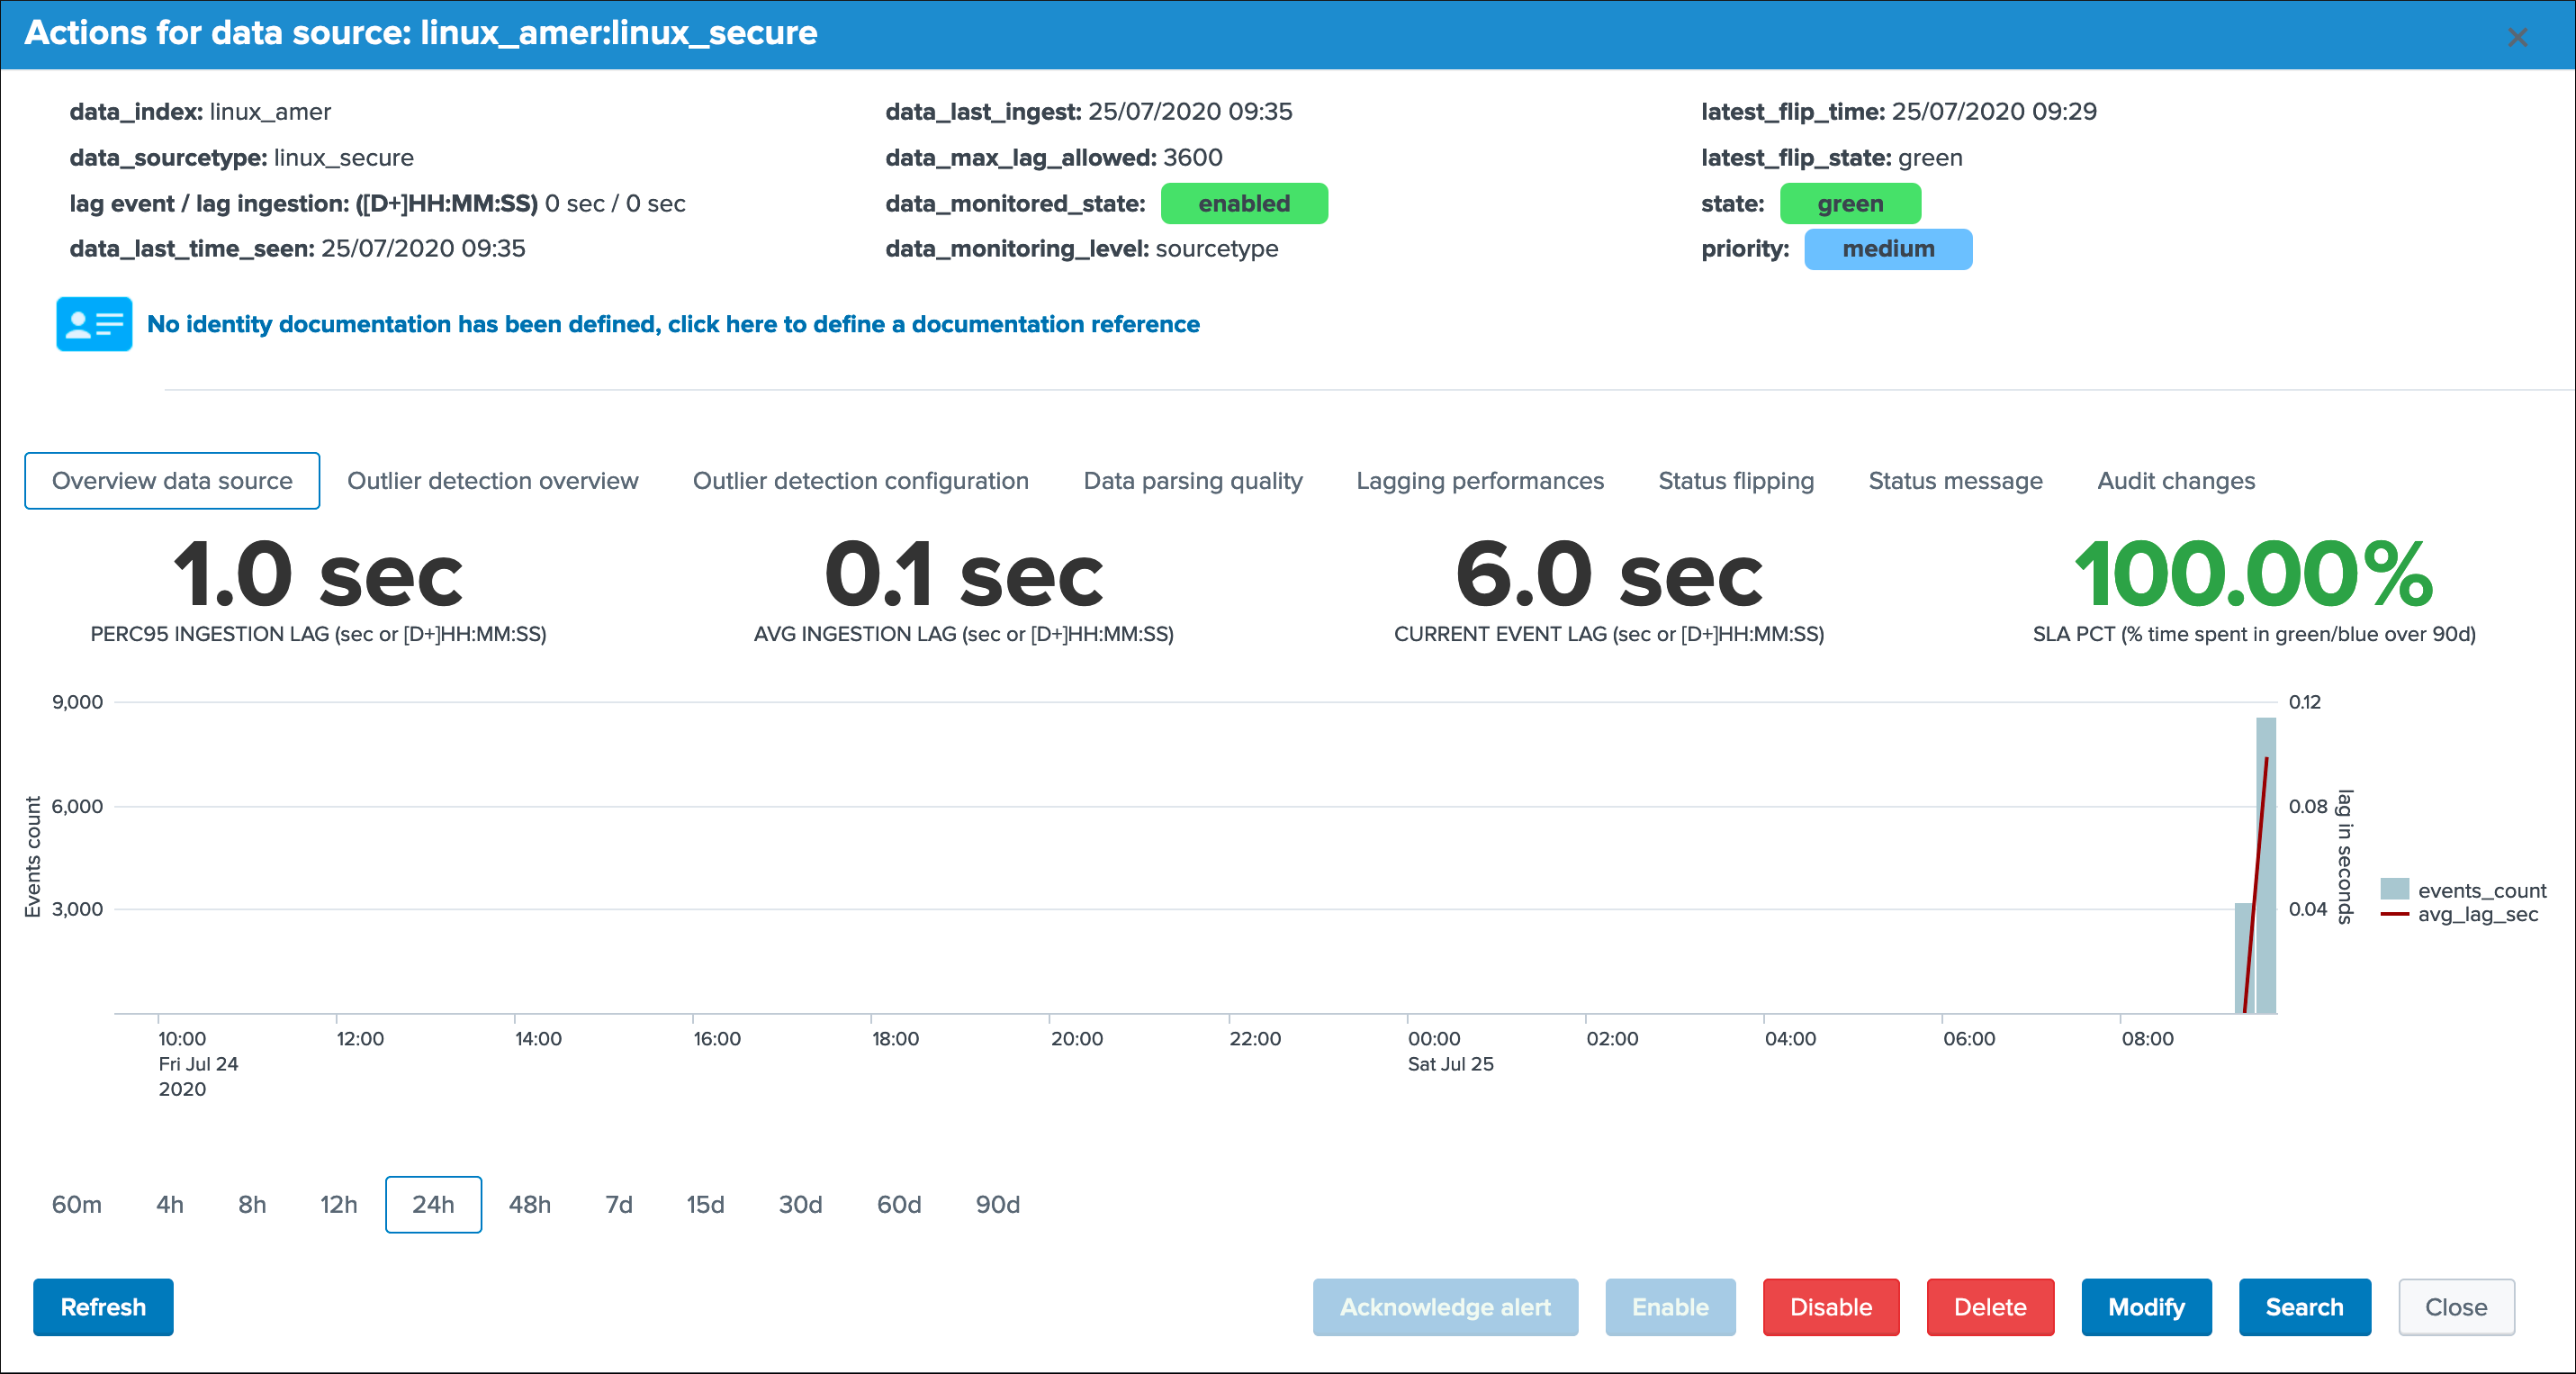 Actions for data source: linux_amer:linux_secure
data_index: linux_amer
data_sourcetype: linux_secure
lag event / lag ingestion: ([D+]HH:MM:SS) 0 sec / 0 sec
data_last_time_seen: 25/07/2020 09:35
data_last_ingest: 25/07/2020 09:35
data_max_lag_allowed: 3600
data_monitored_state: enabled
data_monitoring_level: sourcetype
latest_flip_time: 25/07/2020 09:29
latest_flip_state: green
state: green
priority: medium
No identity documentation has been defined, click here to define a documentation reference
Overview data source
Outlier detection overview
Outlier detection configuration
Data parsing quality
Lagging performances
Status flipping
Status message
Audit changes
1.0 sec
PERC95 INGESTION LAG (sec or [D+]HH:MM:SS)
0.1 sec
AVG INGESTION LAG (sec or [D+]HH:MM:SS)
6.0 sec
CURRENT EVENT LAG (sec or [D+]HH:MM:SS)
100.00%
SLA PCT (% time spent in green/blue over 90d)
Events count
9,000
6,000
3,000
0.12
0.08
0.04
lag in seconds
events_count
avg_lag_sec
10:00
Fri Jul 24
2020
12:00
14:00
16:00
18:00
20:00
22:00
00:00
Sat Jul 25
02:00
04:00
06:00
08:00
60m
4h
8h
12h
24h
48h
7d
15d
30d
60d
90d
Refresh
Acknowledge alert
Enable
Disable
Delete
Modify
Search
Close